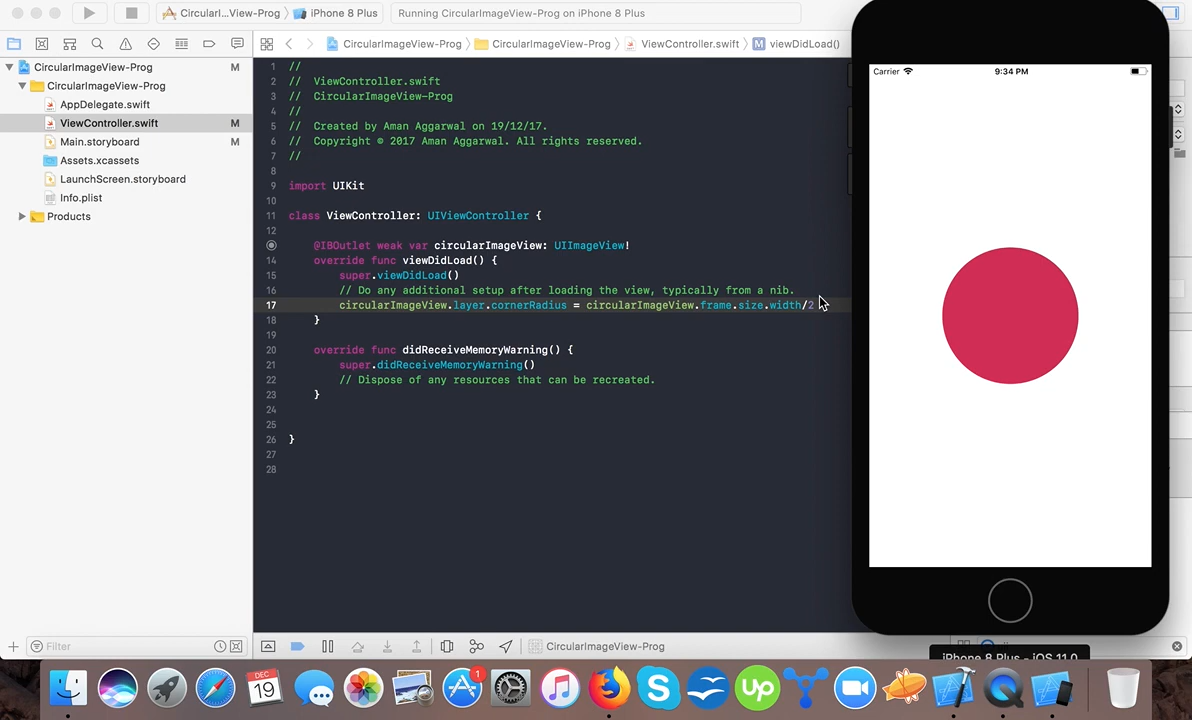 CircularI...View-Prog 〉 iPhone 8 Plus
Running CircularImageView-Prog on iPhone 8 Plus
CircularImageView-Prog 〉 CircularImageView-Prog 〉 ViewController.swift 〉 M viewDidLoad()
CircularImageView-Prog M
CircularImageView-Prog
AppDelegate.swift
ViewController.swift M
Main.storyboard M
Assets.xcassets
LaunchScreen.storyboard
Info.plist
Products
1 //
2 // ViewController.swift
3 // CircularImageView-Prog
4 //
5 // Created by Aman Aggarwal on 19/12/17.
6 // Copyright © 2017 Aman Aggarwal. All rights reserved.
7 //
8
9 import UIKit
10
11 class ViewController: UIViewController {
12
@IBOutlet weak var circularImageView: UIImageView!
14 override func viewDidLoad() {
15 super.viewDidLoad()
16 // Do any additional setup after loading the view, typically from a nib.
17 circularImageView.layer.cornerRadius = circularImageView.frame.size.width/2
18 }
19
20 override func didReceiveMemoryWarning() {
21 super.didReceiveMemoryWarning()
22 // Dispose of any resources that can be recreated.
23 }
24
25
26 }
27
28
Carrier 9:34 PM
Filter
CircularImageView-Prog
iPhone 8 Plus - iOS 11.0
DEC
19
1
S
Up